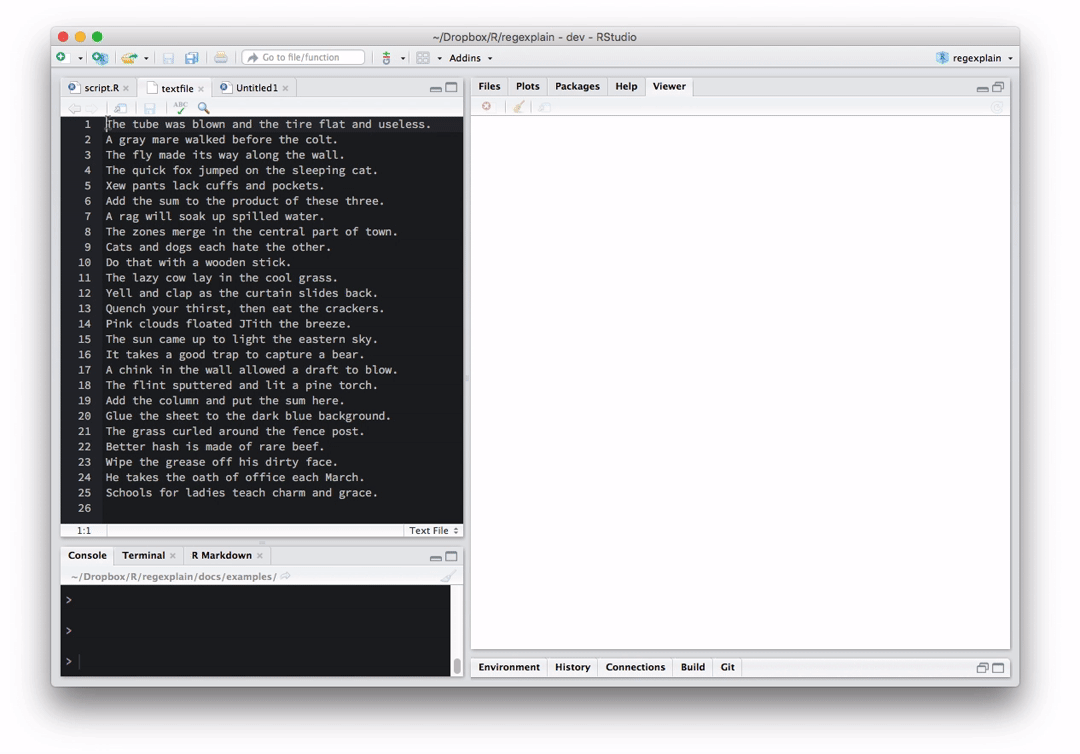 ~/Dropbox/R/regexplain - dev - RStudio
Go to file/function
Addins
regexplain
script.R
textfile
Untitled1
ABC
1 The tube was blown and the tire flat and useless.
2 A gray mare walked before the colt.
3 The fly made its way along the wall.
4 The quick fox jumped on the sleeping cat.
5 Xew pants lack cuffs and pockets.
6 Add the sum to the product of these three.
7 A rag will soak up spilled water.
8 The zones merge in the central part of town.
9 Cats and dogs each hate the other.
10 Do that with a wooden stick.
11 The lazy cow lay in the cool grass.
12 Yell and clap as the curtain slides back.
13 Quench your thirst, then eat the crackers.
14 Pink clouds floated JTith the breeze.
15 The sun came up to light the eastern sky.
16 It takes a good trap to capture a bear.
17 A chink in the wall allowed a draft to blow.
18 The flint sputtered and lit a pine torch.
19 Add the column and put the sum here.
20 Glue the sheet to the dark blue background.
21 The grass curled around the fence post.
22 Better hash is made of rare beef.
23 Wipe the grease off his dirty face.
24 He takes the oath of office each March.
25 Schools for ladies teach charm and grace.
26
1:1
Text File
Console Terminal R Markdown
~/Dropbox/R/regexplain/docs/examples/
>
>
>
Files Plots Packages Help Viewer
Environment History Connections Build Git